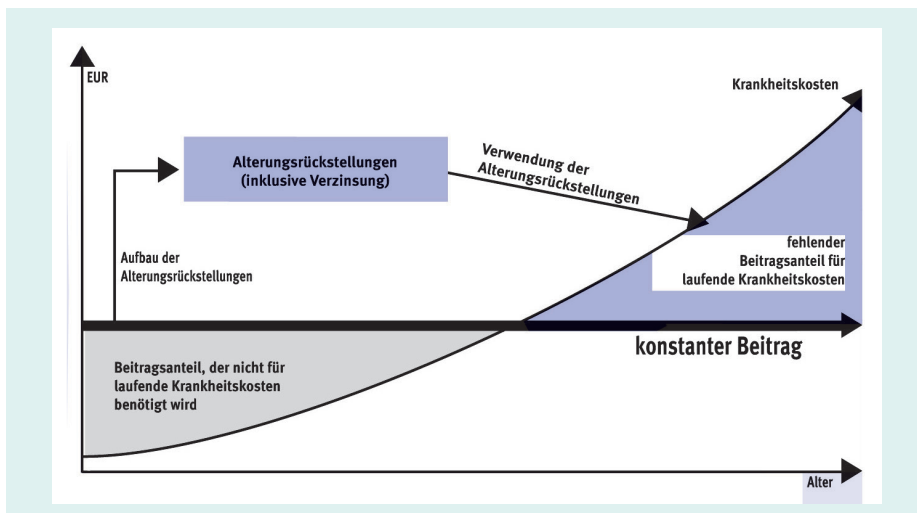 EUR
Krankheitskosten
Alterungsrückstellungen
(inklusive Verzinsung)
Verwendung der
Alterungsrückstellungen
Aufbau der
Alterungsrückstellungen
fehlender
Beitragsanteil für
laufende Krankheitskosten
konstanter Beitrag
Beitragsanteil, der nicht für
laufende Krankheitskosten
benötigt wird
Alter